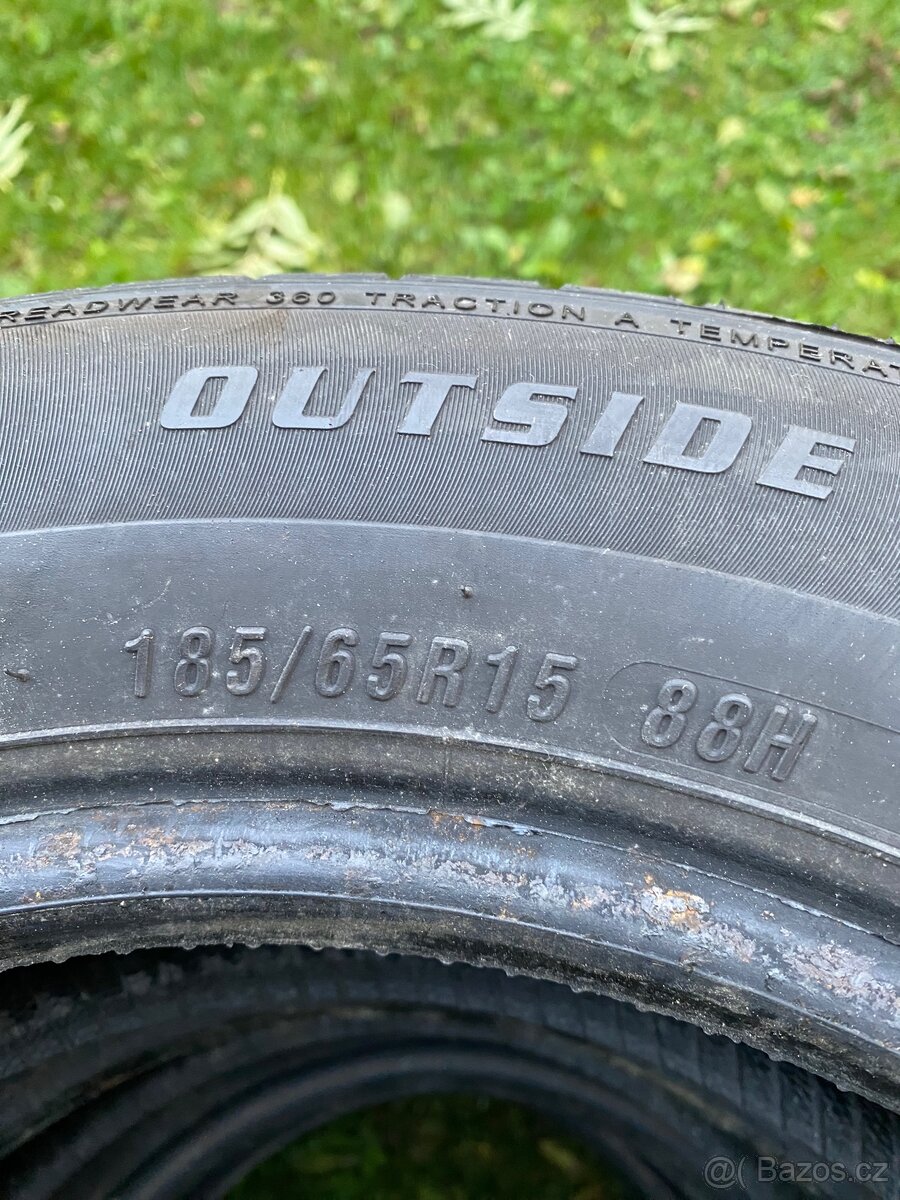 READWEAR 360 TRACTION A TEMPERAT
OUTSIDE
185/65R15 88H
@( Bazos.cz